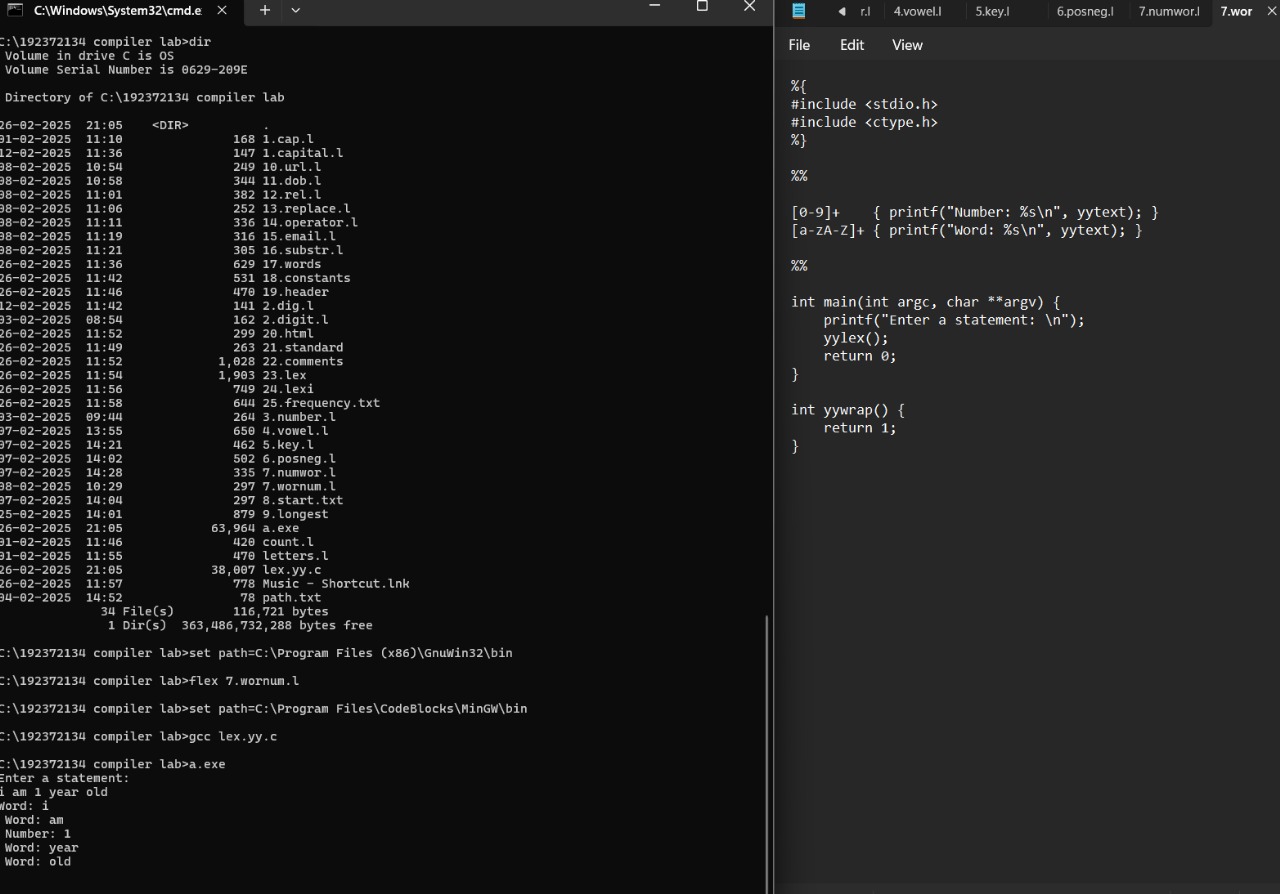 C:\Windows\System32\cmd.e
C:\192372134 compiler lab>dir
Volume in drive C is OS
Volume Serial Number is 0629-209E
Directory of C:\192372134 compiler lab
26-02-2025 21:05 <DIR> .
01-02-2025 11:10 168 1.cap.l
12-02-2025 11:36 147 1.capital.l
08-02-2025 10:54 249 10.url.l
08-02-2025 10:58 344 11.dob.l
08-02-2025 11:01 382 12.rel.l
08-02-2025 11:06 252 13.replace.l
08-02-2025 11:11 336 14.operator.l
08-02-2025 11:19 316 15.email.l
08-02-2025 11:21 305 16.substr.l
26-02-2025 11:36 629 17.words
26-02-2025 11:42 531 18.constants
26-02-2025 11:46 470 19.header
12-02-2025 11:42 141 2.dig.l
03-02-2025 08:54 162 2.digit.l
26-02-2025 11:52 299 20.html
26-02-2025 11:49 263 21.standard
26-02-2025 11:52 1,028 22.comments
26-02-2025 11:54 1,903 23.lex
26-02-2025 11:56 749 24.lexi
26-02-2025 11:58 644 25.frequency.txt
03-02-2025 09:44 264 3.number.l
07-02-2025 13:55 650 4.vowel.l
07-02-2025 14:21 462 5.key.l
07-02-2025 14:02 502 6.posneg.l
07-02-2025 14:28 335 7.numwor.l
08-02-2025 10:29 297 7.wornum.l
07-02-2025 14:04 297 8.start.txt
25-02-2025 14:01 879 9.longest
26-02-2025 21:05 63,964 a.exe
01-02-2025 11:46 420 count.l
01-02-2025 11:55 470 letters.l
26-02-2025 21:05 38,007 lex.yy.c
26-02-2025 11:57 778 Music - Shortcut.lnk
04-02-2025 14:52 78 path.txt
34 File(s) 116,721 bytes
1 Dir(s) 363,486,732,288 bytes free
C:\192372134 compiler lab>set path=C:\Program Files (x86)\GnuWin32\bin
C:\192372134 compiler lab>flex 7.wornum.l
C:\192372134 compiler lab>set path=C:\Program Files\CodeBlocks\MinGW\bin
C:\192372134 compiler lab>gcc lex.yy.c
C:\192372134 compiler lab>a.exe
Enter a statement:
i am 1 year old
Word: i
Word: am
Number: 1
Word: year
Word: old
r.l 4.vowel.l 5.key.l 6.posneg.l 7.numwor.l 7.wor
File Edit View
%{
#include <stdio.h>
#include <ctype.h>
%}
%%
[0-9]+ { printf("Number: %s\n", yytext); }
[a-zA-Z]+ { printf("Word: %s\n", yytext); }
%%
int main(int argc, char **argv) {
printf("Enter a statement: \n");
yylex();
return 0;
}
int yywrap() {
return 1;
}